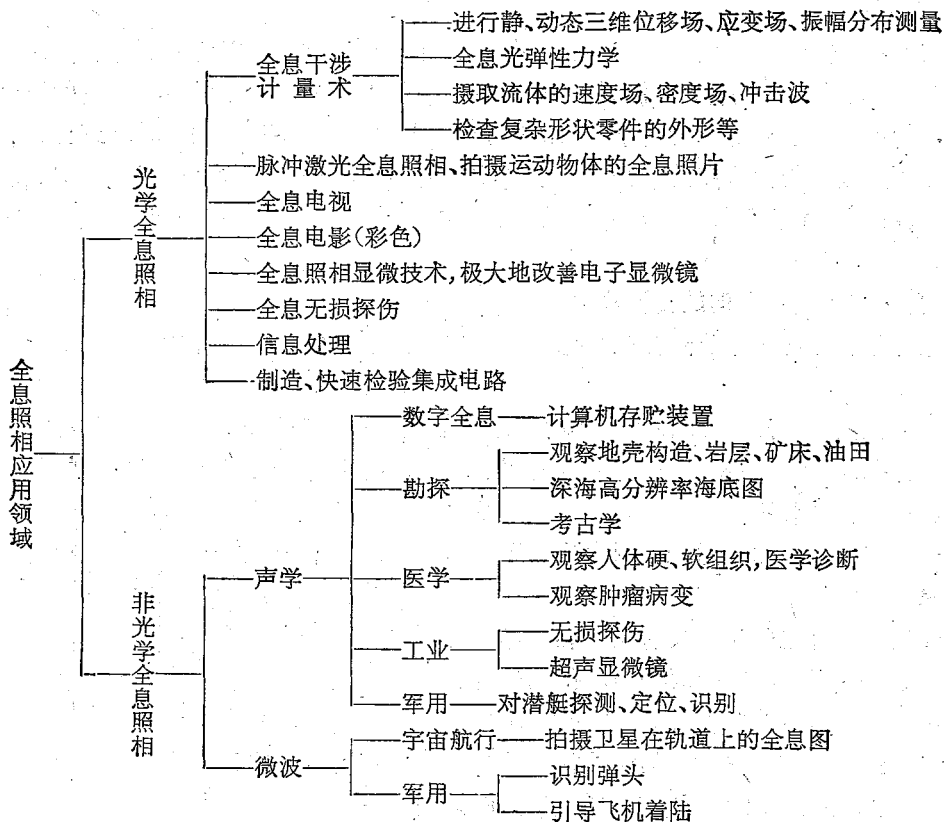 全息照相应用领域
光学全息照相
全息干涉
计量术
进行静、动态三维位移场、应变场、振幅分布测量
全息光弹性力学
摄取流体的速度场、密度场、冲击波
检查复杂形状零件的外形等
脉冲激光全息照相、拍摄运动物体的全息照片
全息电视
全息电影(彩色)
全息照相显微技术,极大地改善电子显微镜
全息无损探伤
信息处理
制造、快速检验集成电路
非光学全息照相
声学
数字全息
计算机存贮装置
勘探
观察地壳构造、岩层、矿床、油田
深海高分辨率海底图
考古学
医学
观察人体硬、软组织,医学诊断
观察肿瘤病变
工业
无损探伤
超声显微镜
军用
对潜艇探测、定位、识别
微波
宇宙航行
拍摄卫星在轨道上的全息图
军用
识别弹头
引导飞机着陆